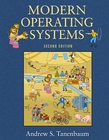 MODERN
OPERATING
SYSTEMS
SECOND EDITION
Andrew S. Tanenbaum